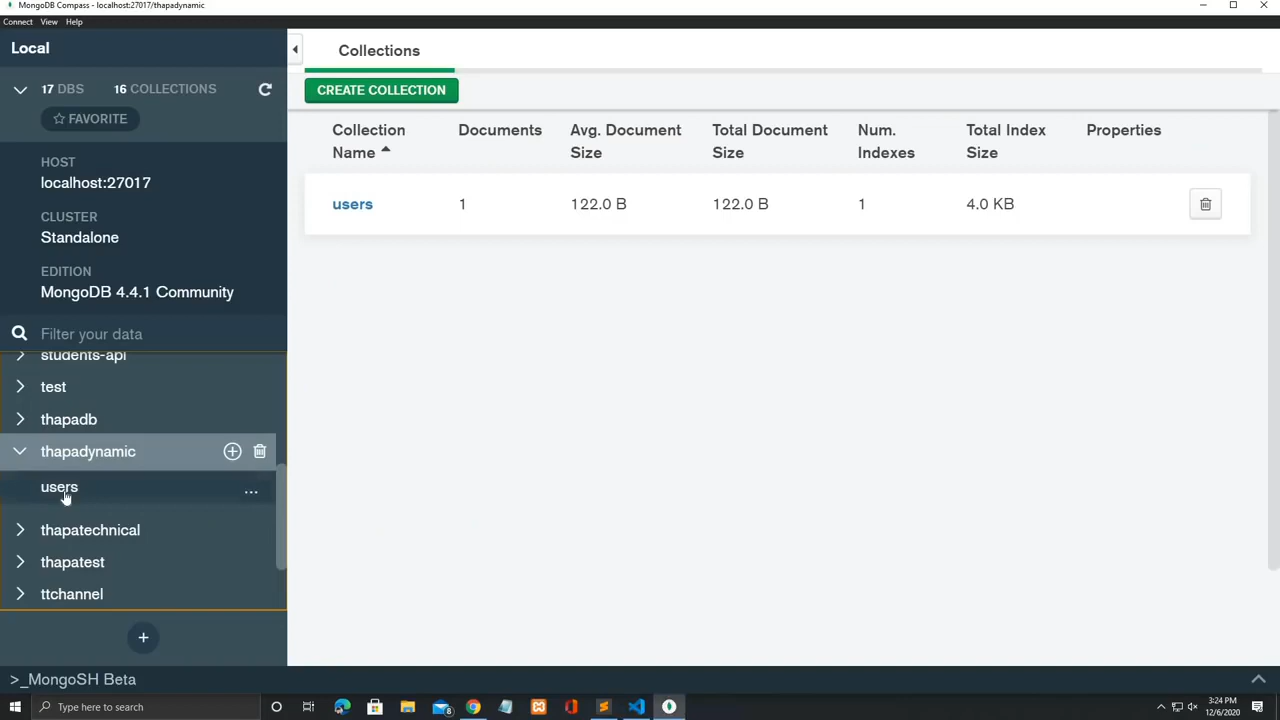 MongoDB Compass - localhost:27017/thapadynamic
Connect View Help
Local
17 DBS 16 COLLECTIONS
FAVORITE
HOST
localhost:27017
CLUSTER
Standalone
EDITION
MongoDB 4.4.1 Community
Filter your data
students-api
test
thapadb
thapadynamic
users
...
thapatechnical
thapatest
ttchannel
+
Collections
CREATE COLLECTION
Collection Name Documents Avg. Document Size Total Document Size Num. Indexes Total Index Size Properties
users 1 122.0 B 122.0 B 1 4.0 KB
>_MongoSH Beta
Type here to search
8
3:24 PM
12/6/2020